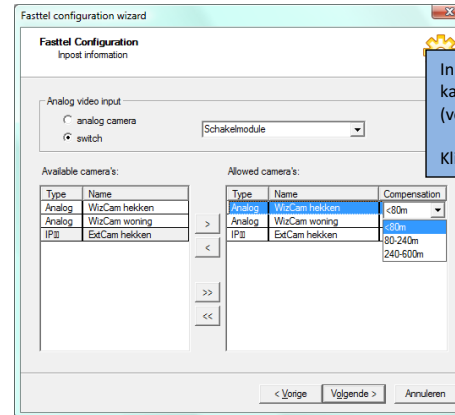 Fasttel configuration wizard
Fasttel Configuration
Inpost information
In
ka
(v
Kl
Analog video input
analog camera
switch
Schakelmodule
Available camera's:
Allowed camera's:
Type Name
Analog WizCam hekken
Analog WizCam woning
IP ExtCam hekken
>
<
>>
<<
Type Name Compensation
Analog WizCam hekken <80m
Analog WizCam woning
IP ExtCam hekken
<80m
80-240m
240-600m
< Vorige
Volgende >
Annuleren